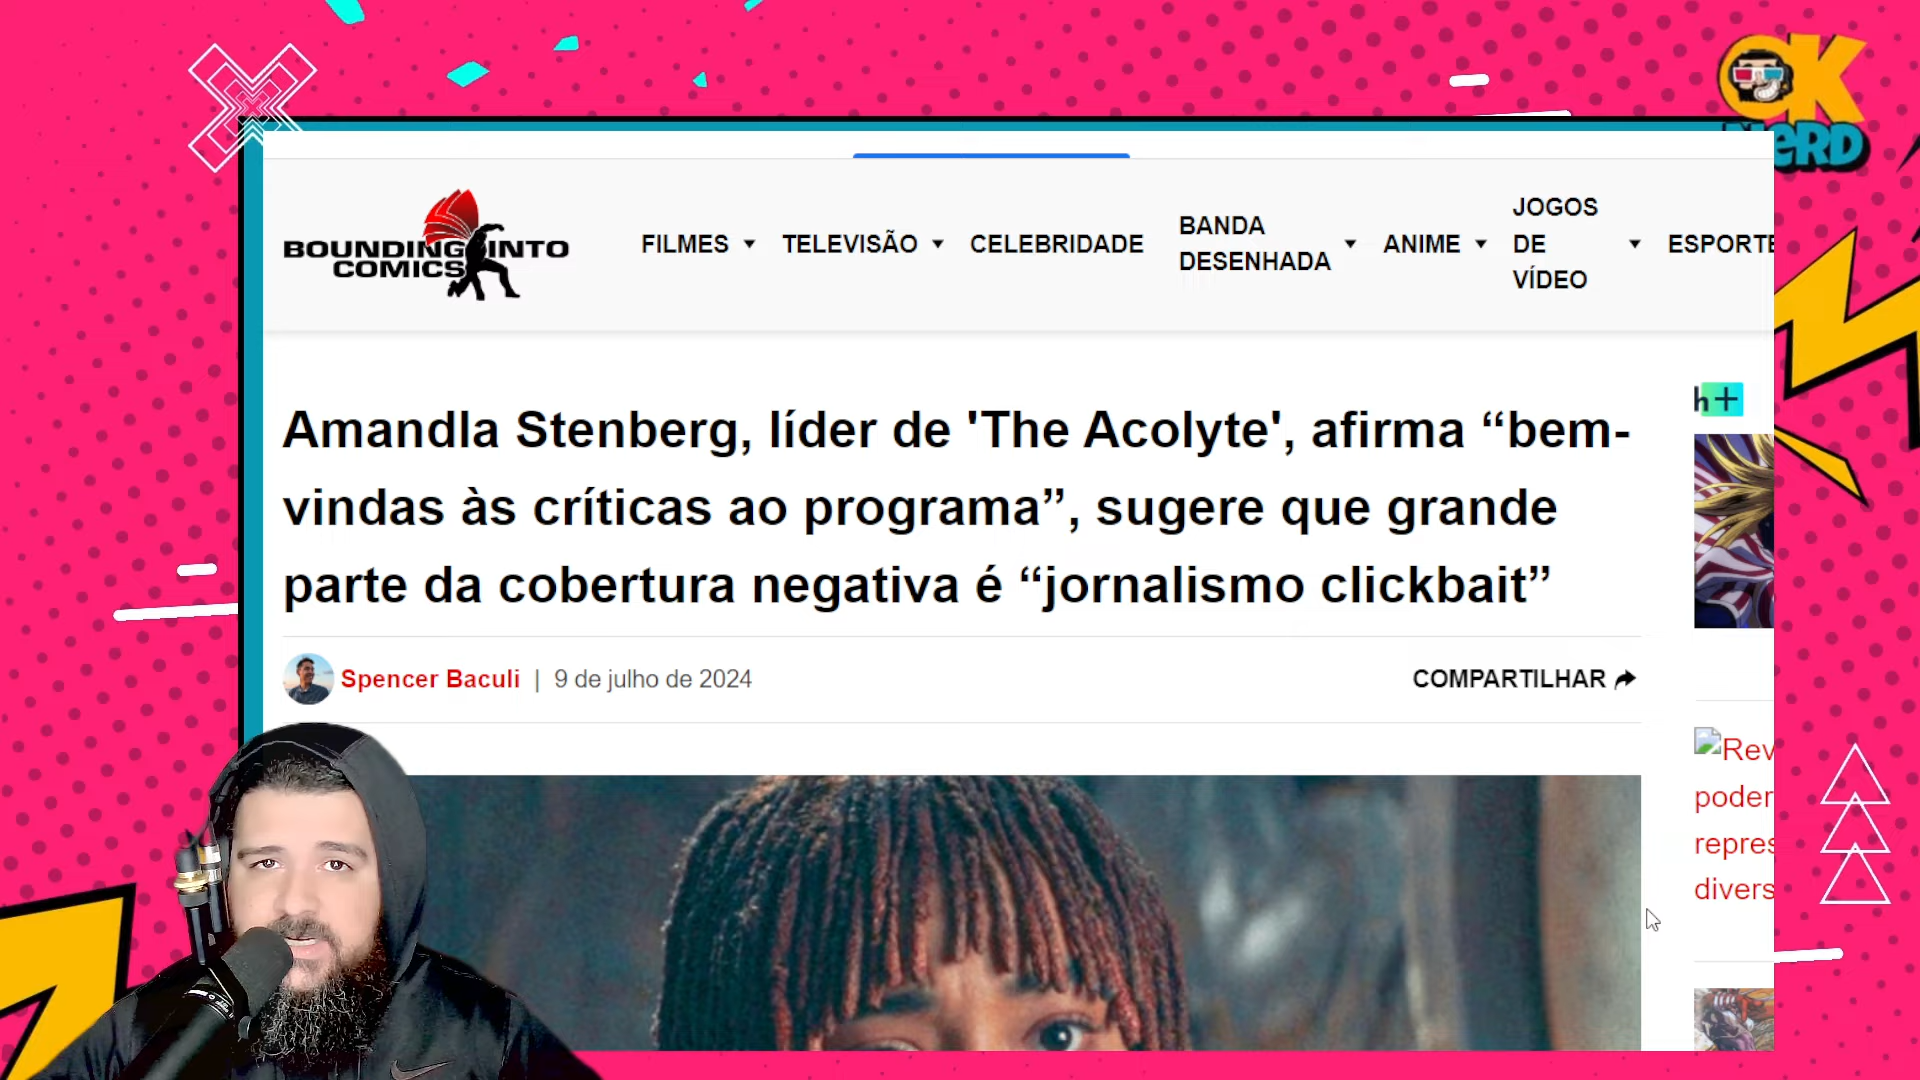 OK
NeRD
BOUNDING INTO
COMICS
FILMES
TELEVISÃO
CELEBRIDADE
BANDA
DESENHADA
ANIME
JOGOS
DE
VÍDEO
ESPORTE
h+
Amandla Stenberg, líder de 'The Acolyte', afirma “bem-
vindas às críticas ao programa”, sugere que grande
parte da cobertura negativa é “jornalismo clickbait”
Spencer Baculi | 9 de julho de 2024
COMPARTILHAR
Rev
poder
repres
divers